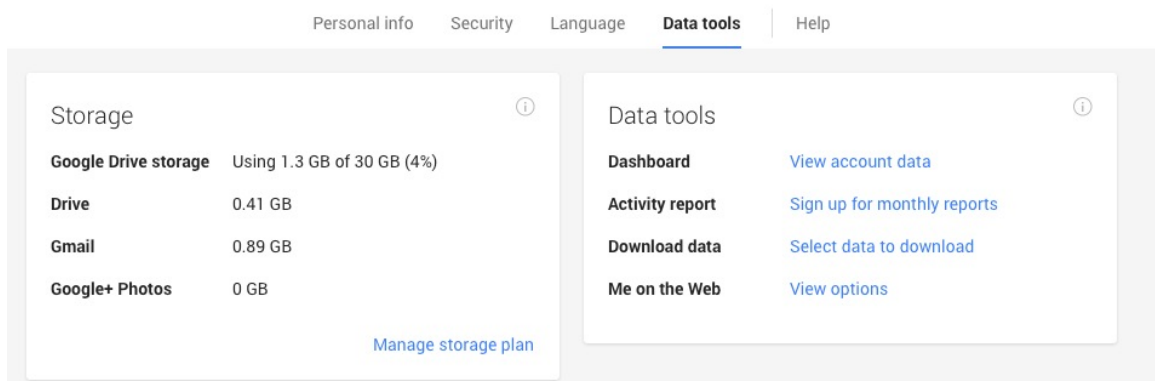 Personal info Security Language Data tools Help
Storage
Google Drive storage Using 1.3 GB of 30 GB (4%)
Drive 0.41 GB
Gmail 0.89 GB
Google+ Photos 0 GB
Manage storage plan
Data tools
Dashboard View account data
Activity report Sign up for monthly reports
Download data Select data to download
Me on the Web View options